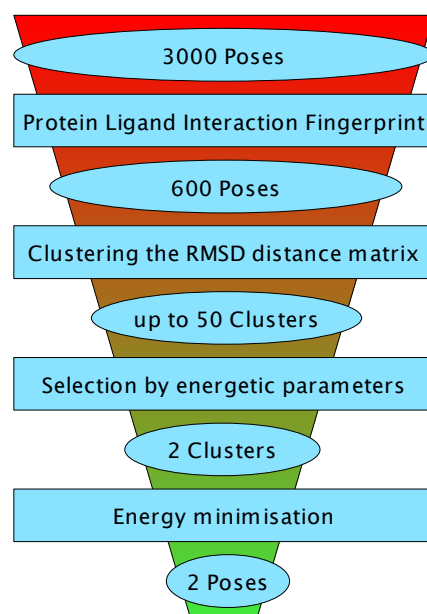 3000 Poses
Protein Ligand Interaction Fingerprint
600 Poses
Clustering the RMSD distance matrix
up to 50 Clusters
Selection by energetic parameters
2 Clusters
Energy minimisation
2 Poses